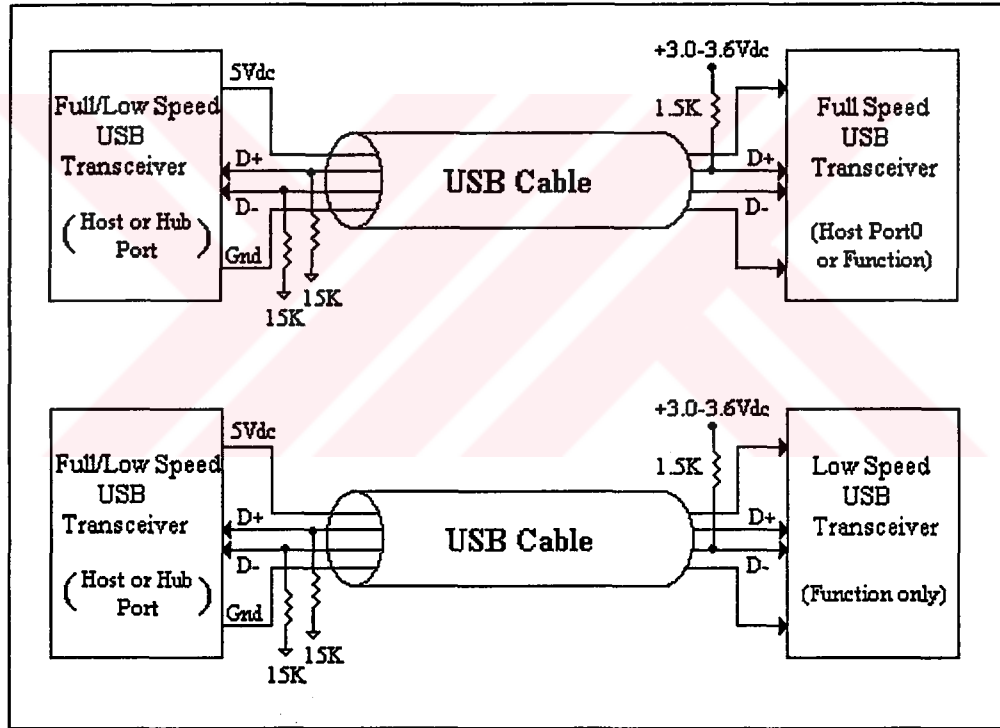 5Vdc
Full/Low Speed
USB
Transceiver
(Host or Hub
Port)
D+
D-
Gnd
15K
15K
USB Cable
+3.0-3.6Vdc
1.5K
D+
D-
Full Speed
USB
Transceiver
(Host Port0
or Function)
5Vdc
Full/Low Speed
USB
Transceiver
(Host or Hub
Port)
D+
D-
Gnd
15K
15K
USB Cable
+3.0-3.6Vdc
1.5K
D+
D-
Low Speed
USB
Transceiver
(Function only)